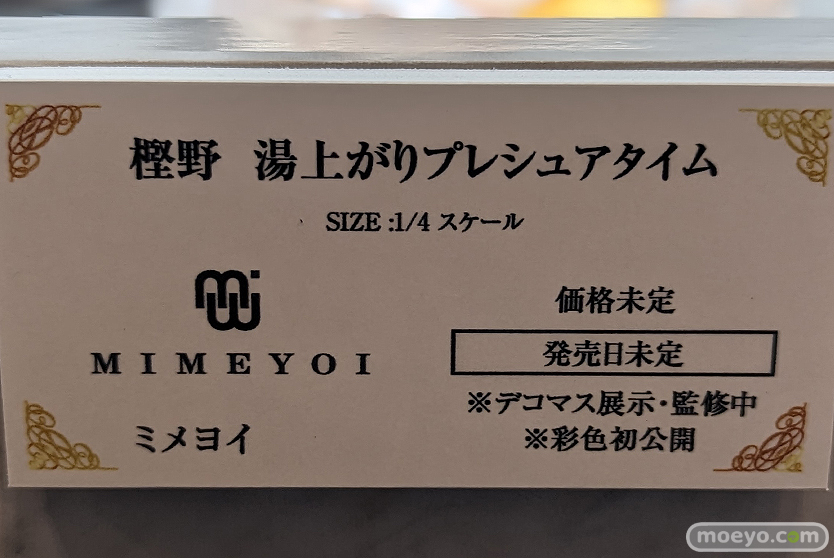 樫野 湯上がりプレシュアタイム
SIZE :1/4 スケール
MIMEYOI
ミメヨイ
価格未定
発売日未定
※デコマス展示・監修中
※彩色初公開
moeyo.com